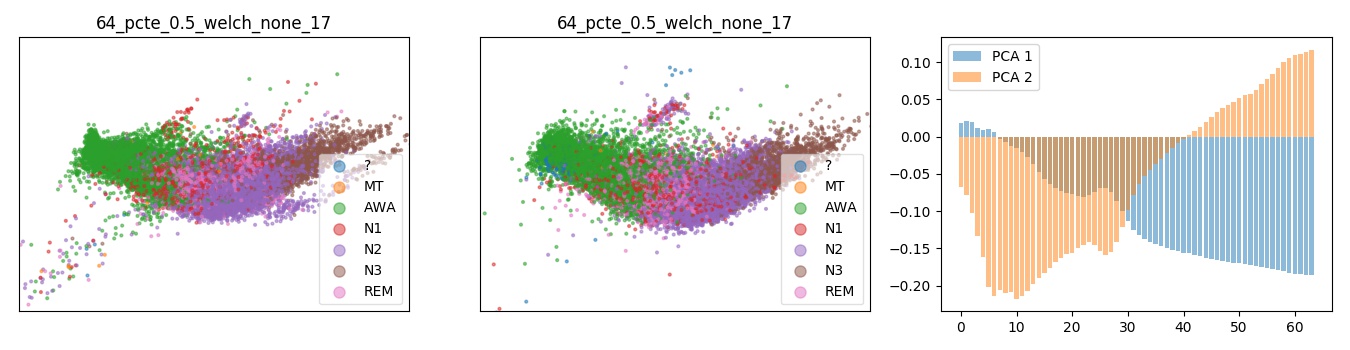 64_pcte_0.5_welch_none_17
?
MT
AWA
N1
N2
N3
REM
64_pcte_0.5_welch_none_17
?
MT
AWA
N1
N2
N3
REM
PCA 1
PCA 2
0.10
0.05
0.00
−0.05
−0.10
−0.15
−0.20
0 10 20 30 40 50 60